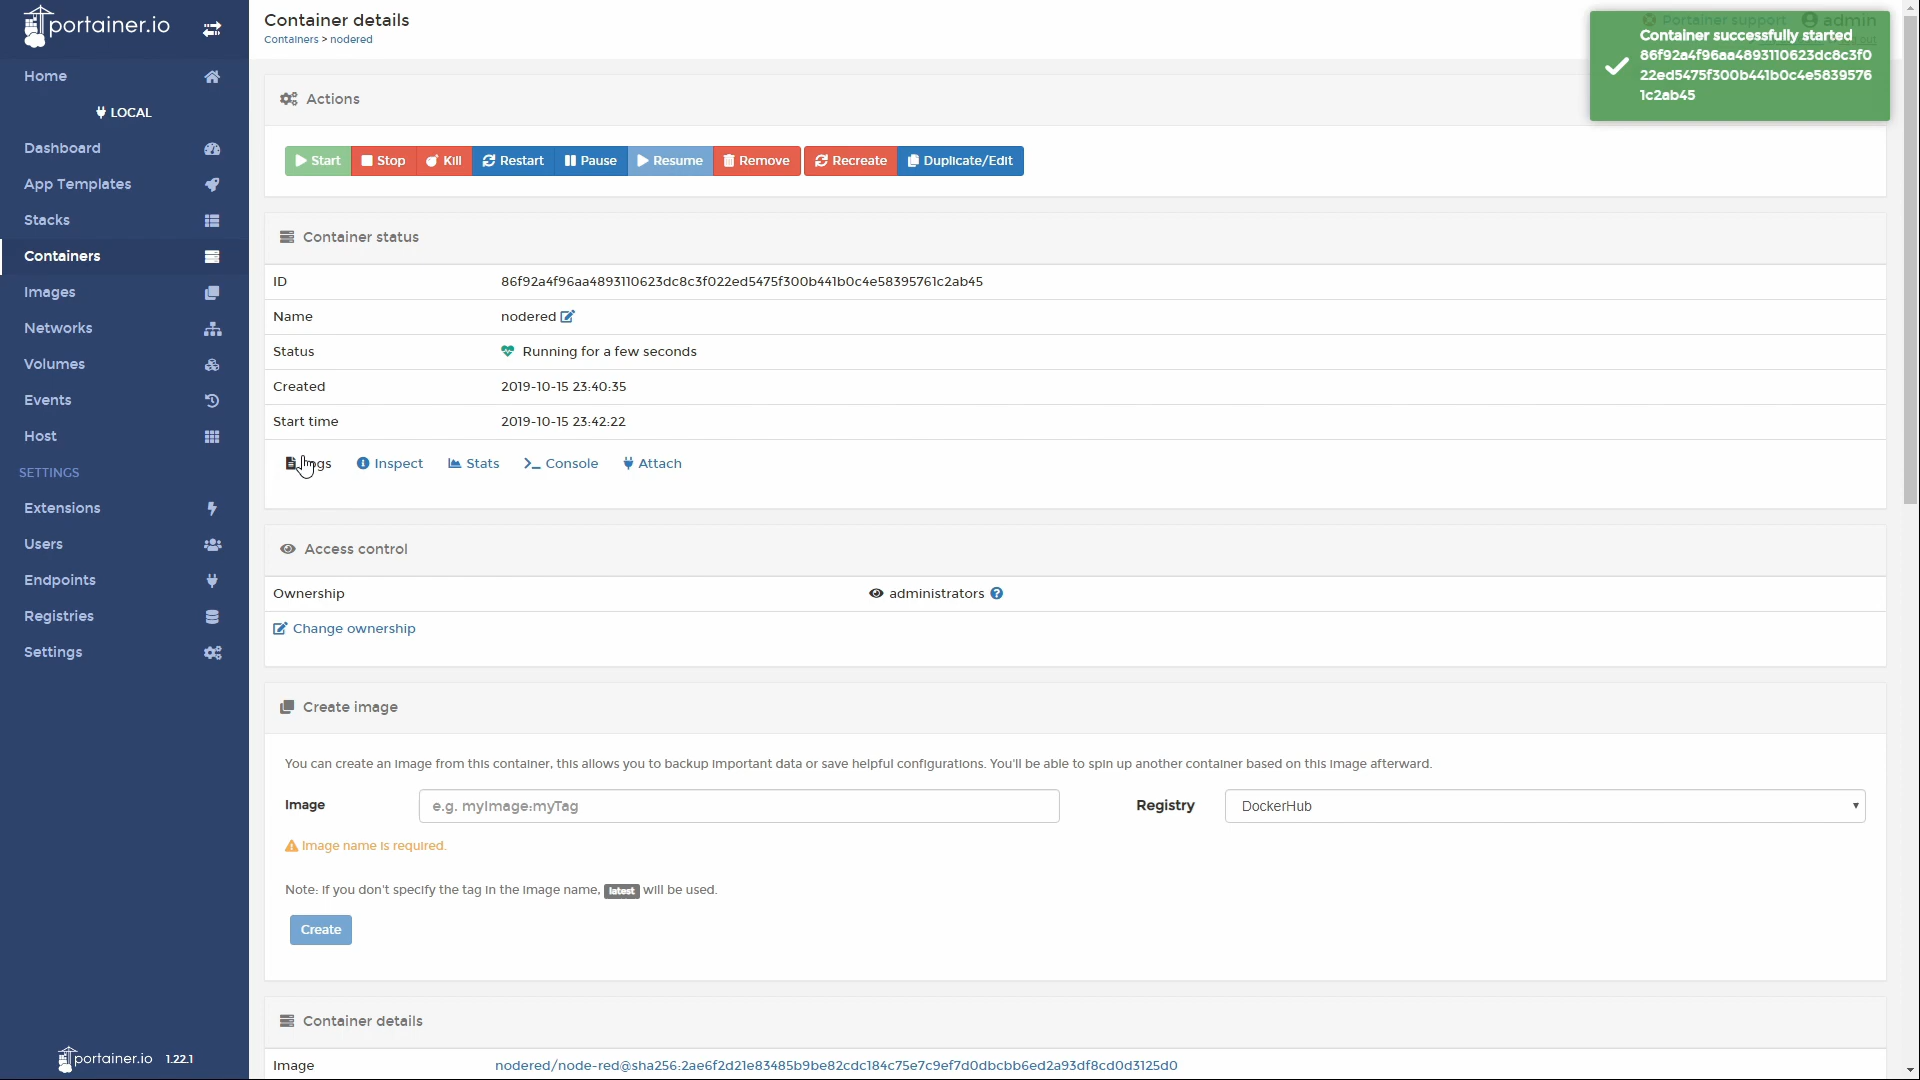 portainer.io
Home
LOCAL
Dashboard
App Templates
Stacks
Containers
Images
Networks
Volumes
Events
Host
SETTINGS
Extensions
Users
Endpoints
Registries
Settings
portainer.io 1.22.1
Container details
Containers > nodered
Portainer support admin
Container successfully started
86f92a4f96aa4893110623dc8c3f0
22ed5475f300b441b0c4e5839576
1c2ab45
Actions
Start Stop Kill Restart Pause Resume Remove Recreate Duplicate/Edit
Container status
ID 86f92a4f96aa4893110623dc8c3f022ed5475f300b441b0c4e58395761c2ab45
Name nodered
Status Running for a few seconds
Created 2019-10-15 23:40:35
Start time 2019-10-15 23:42:22
Inspect Stats Console Attach
Access control
Ownership administrators
Change ownership
Create image
You can create an image from this container, this allows you to backup important data or save helpful configurations. You'll be able to spin up another container based on this image afterward.
Image e.g. myImage:myTag Registry DockerHub
Image name is required.
Note: if you don't specify the tag in the image name, latest will be used.
Create
Container details
Image nodered/node-red@sha256:2ae6f2d21e83485b9be82cdc184c75e7c9ef7d0dbcbb6ed2a93df8cd0d3125d0